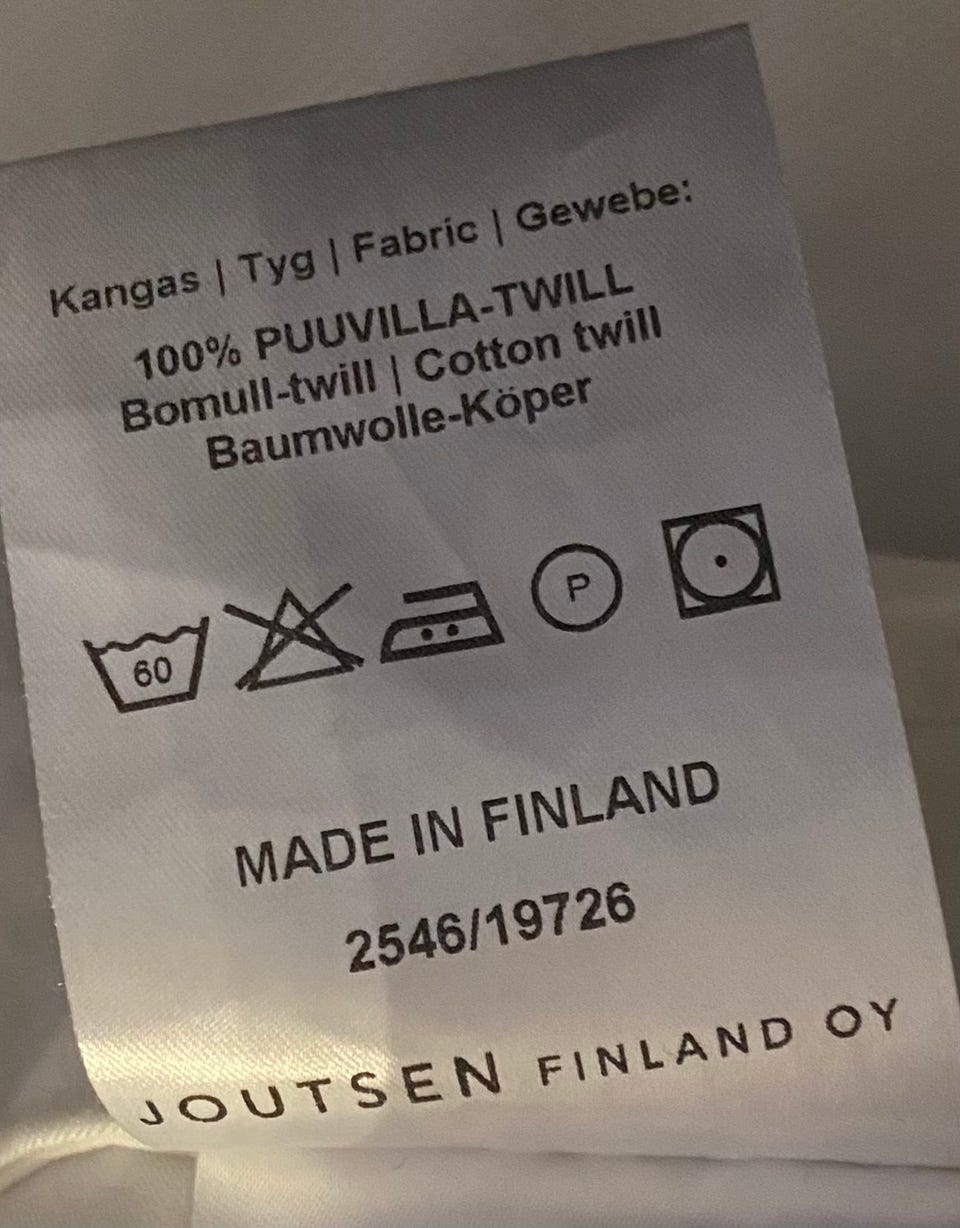 Kangas | Tyg | Fabric | Gewebe:
100% PUUVILLA-TWILL
Bomull-twill | Cotton twill
Baumwolle-Köper
60 P
MADE IN FINLAND
2546/19726
JOUTSEN FINLAND OY